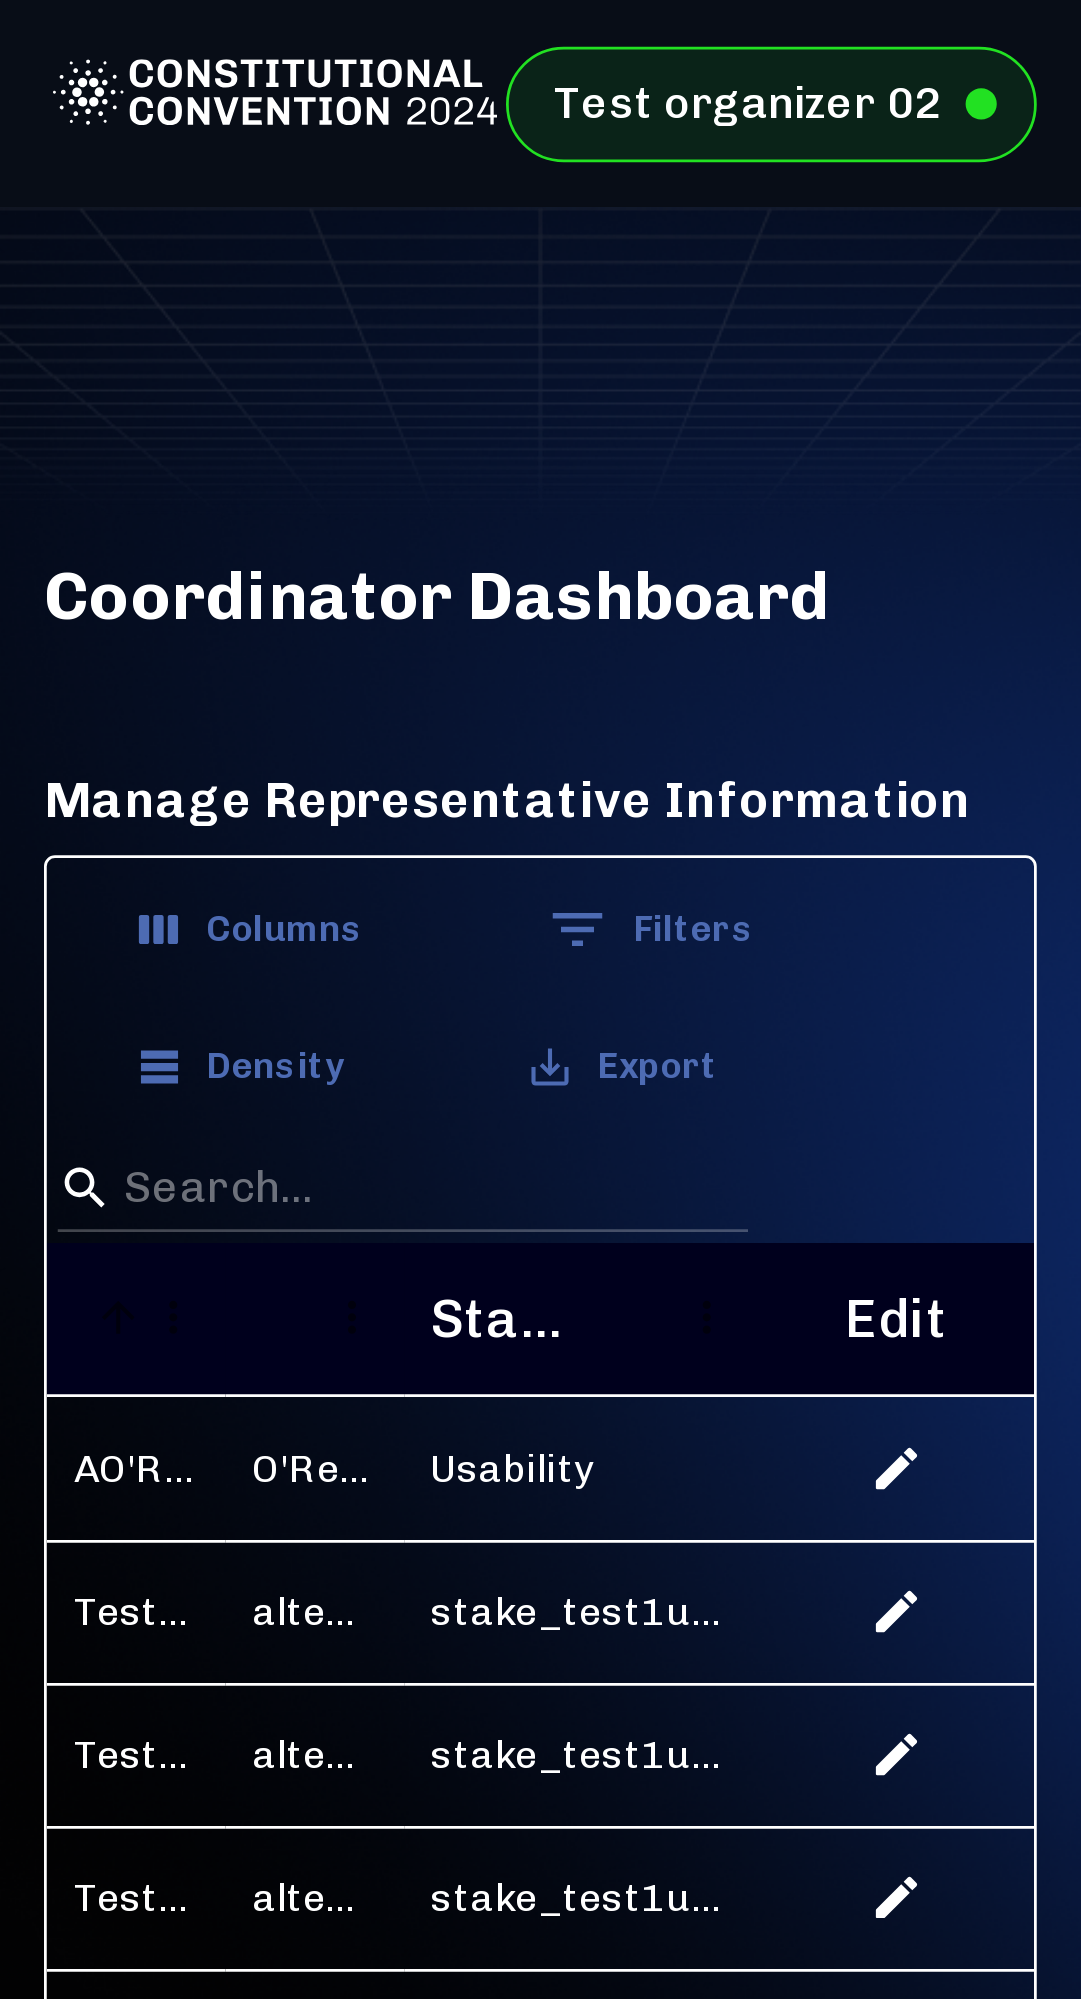 CONSTITUTIONAL
CONVENTION 2024
Test organizer 02
Coordinator Dashboard
Manage Representative Information
Columns
Filters
Density
Export
Search...
Sta... Edit
AO'R... O'Re... Usability
Test... alte... stake_test1u...
Test... alte... stake_test1u...
Test... alte... stake_test1u...